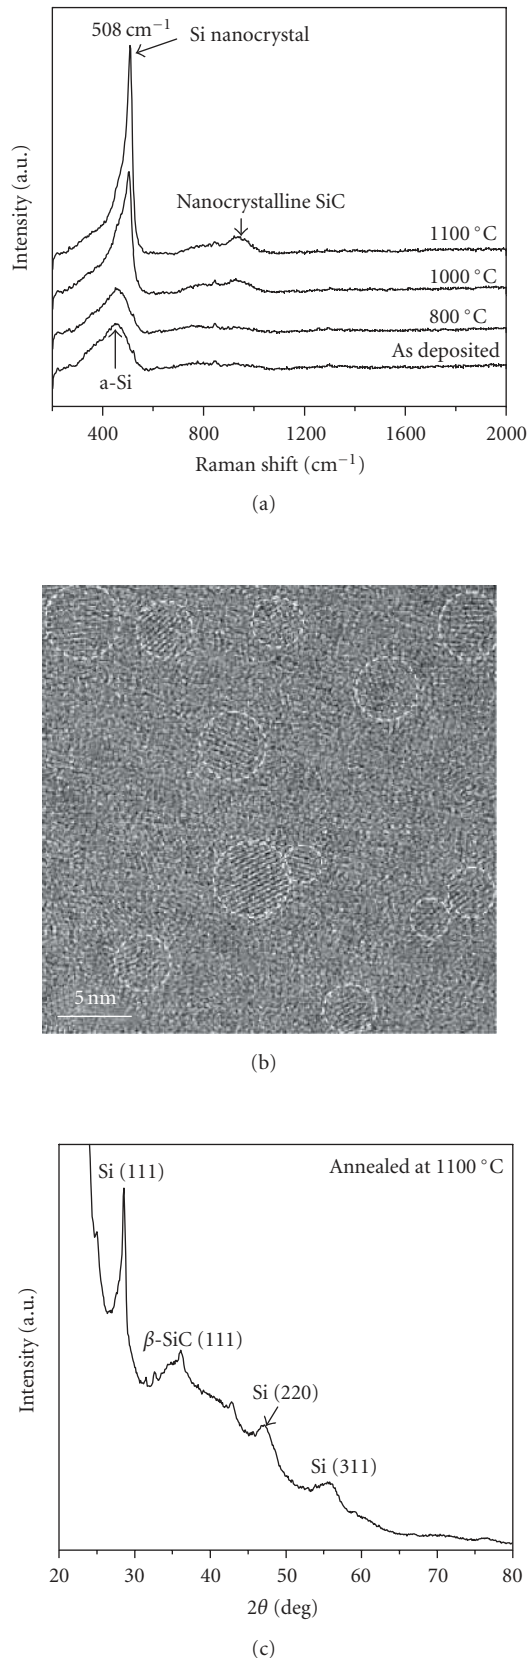 508 cm−1
Si nanocrystal
Nanocrystalline SiC
1100 °C
1000 °C
800 °C
As deposited
a-Si
Intensity (a.u.)
400 800 1200 1600 2000
Raman shift (cm−1)
(a)
5 nm
(b)
Si (111)
Annealed at 1100 °C
β-SiC (111)
Si (220)
Si (311)
Intensity (a.u.)
20 30 40 50 60 70 80
2θ (deg)
(c)